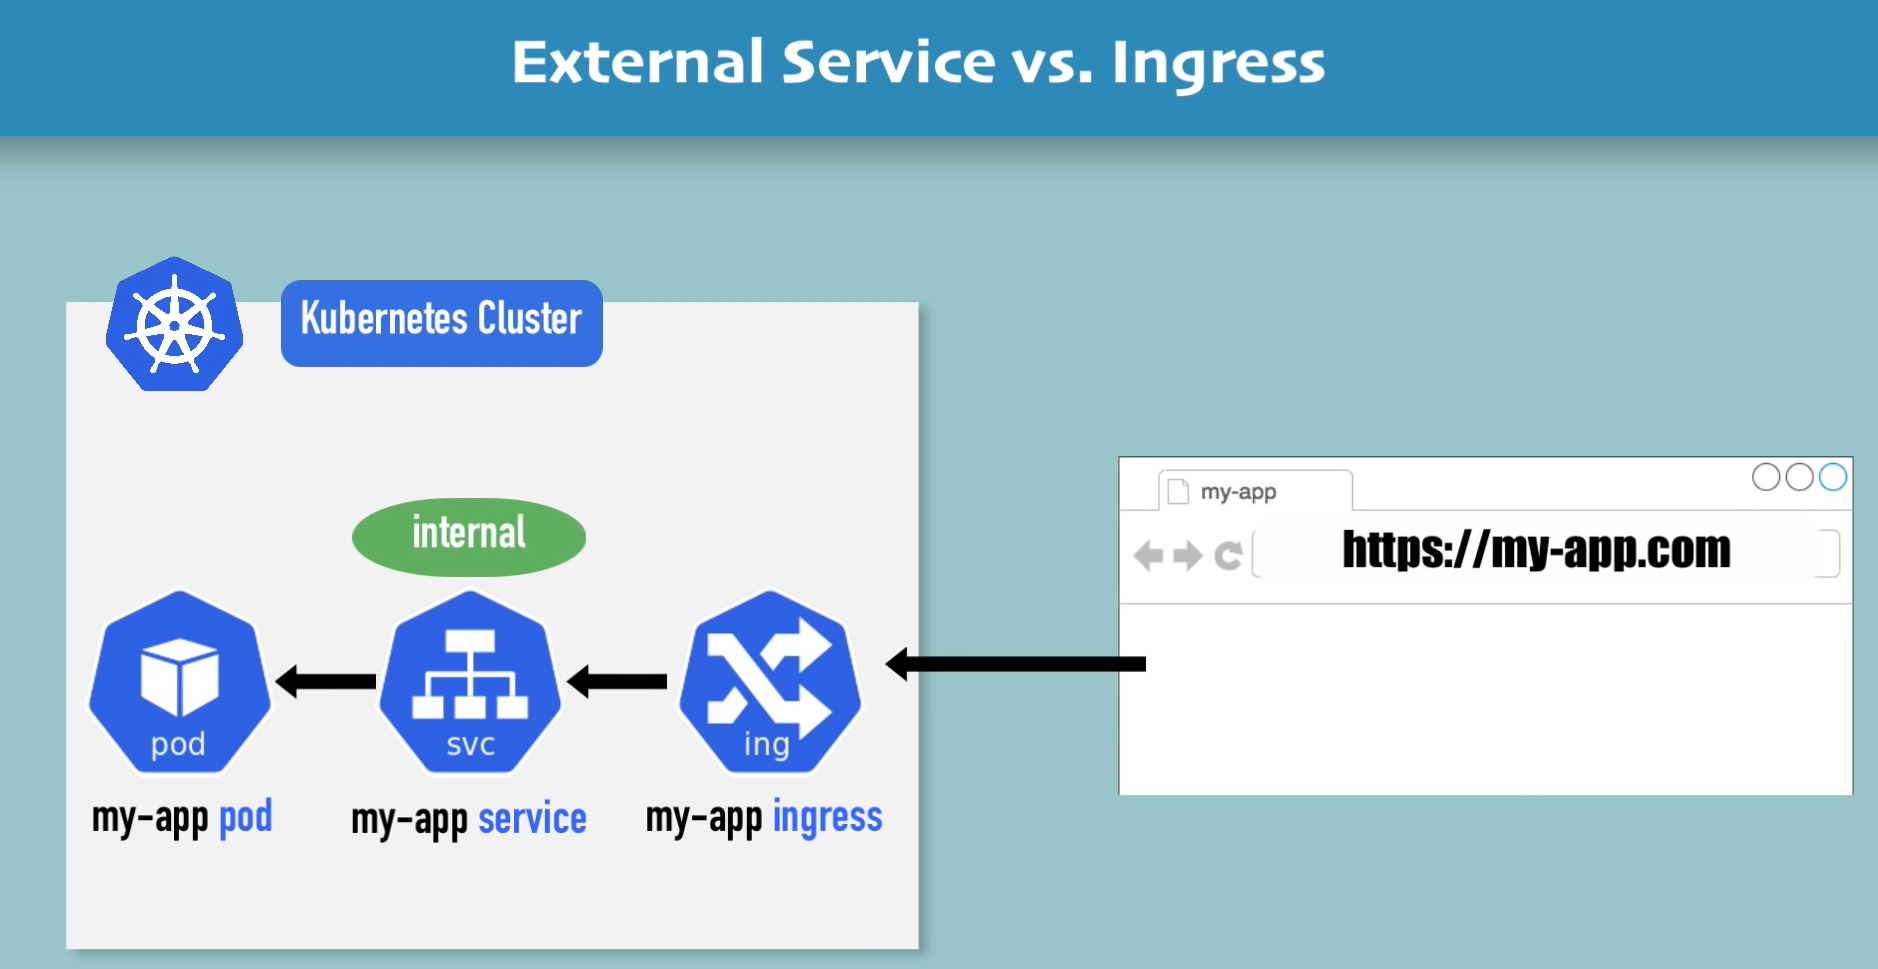 External Service vs. Ingress
Kubernetes Cluster
internal
pod
svc
ing
my-app pod
my-app service
my-app ingress
my-app
https://my-app.com